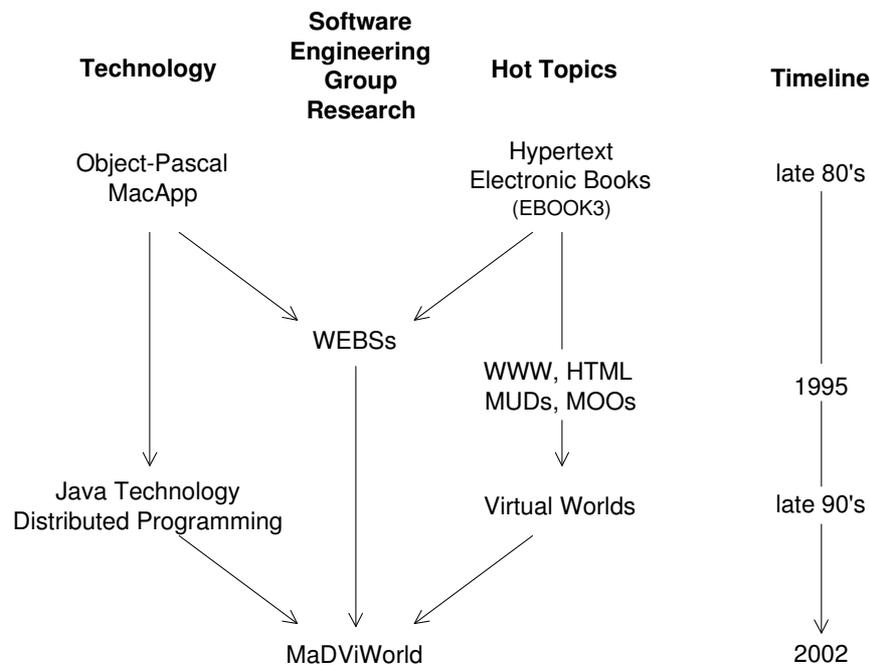 Technology
Software
Engineering
Group
Research
Hot Topics
Timeline
Object-Pascal
MacApp
Hypertext
Electronic Books
(EBOOK3)
late 80's
WEBSs
WWW, HTML
MUDs, MOOs
1995
Java Technology
Distributed Programming
Virtual Worlds
late 90's
MaDViWorld
2002